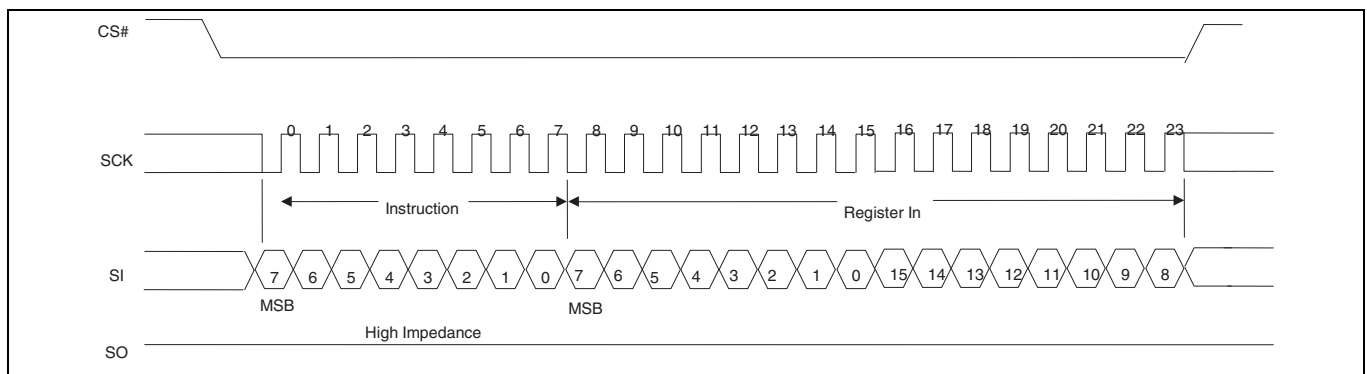 CS#
0 1 2 3 4 5 6 7 8 9 10 11 12 13 14 15 16 17 18 19 20 21 22 23
SCK
Instruction
Register In
SI
7 6 5 4 3 2 1 0 7 6 5 4 3 2 1 0 15 14 13 12 11 10 9 8
MSB MSB
High Impedance
SO